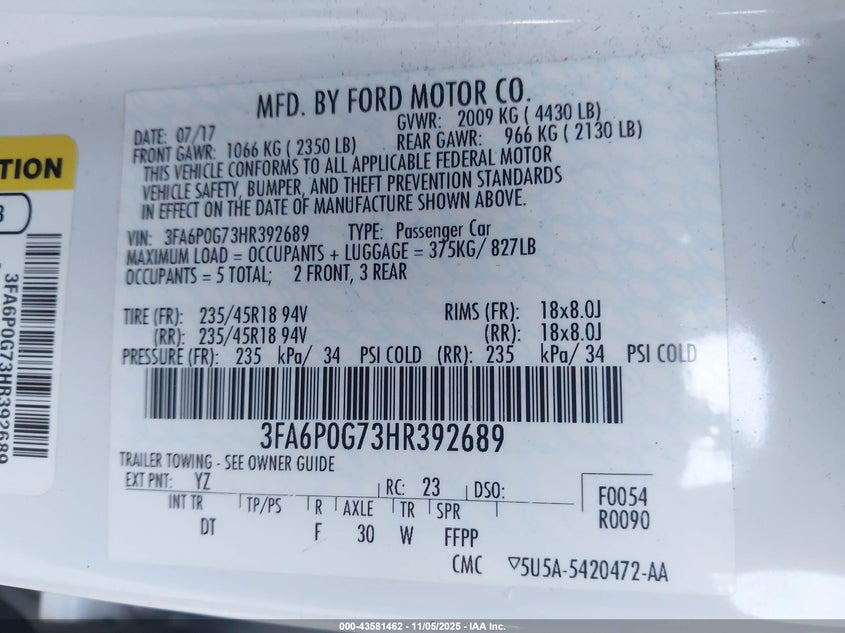 MFD. BY FORD MOTOR CO.
DATE: 07/17 GVWR: 2009 KG ( 4430 LB)
FRONT GAWR: 1066 KG ( 2350 LB) REAR GAWR: 966 KG ( 2130 LB)
THIS VEHICLE CONFORMS TO ALL APPLICABLE FEDERAL MOTOR
VEHICLE SAFETY, BUMPER, AND THEFT PREVENTION STANDARDS
IN EFFECT ON THE DATE OF MANUFACTURE SHOWN ABOVE.
VIN: 3FA6P0G73HR392689 TYPE: Passenger Car
MAXIMUM LOAD = OCCUPANTS + LUGGAGE = 375KG/ 827LB
OCCUPANTS = 5 TOTAL; 2 FRONT, 3 REAR
TIRE (FR): 235/45R18 94V RIMS (FR): 18x8.0J
(RR): 235/45R18 94V (RR): 18x8.0J
PRESSURE (FR): 235 kPa/ 34 PSI COLD (RR): 235 kPa/ 34 PSI COLD
3FA6P0G73HR392689
TRAILER TOWING - SEE OWNER GUIDE
EXT PNT: YZ RC: 23 DSO:
INT TR TP/PS R AXLE TR SPR
DT F 30 W FFPP
F0054
R0090
CMC ▽5U5A-5420472-AA
TION
3FA6P0G73HR392689
000-43581462 - 11/05/2025 - IAA Inc.